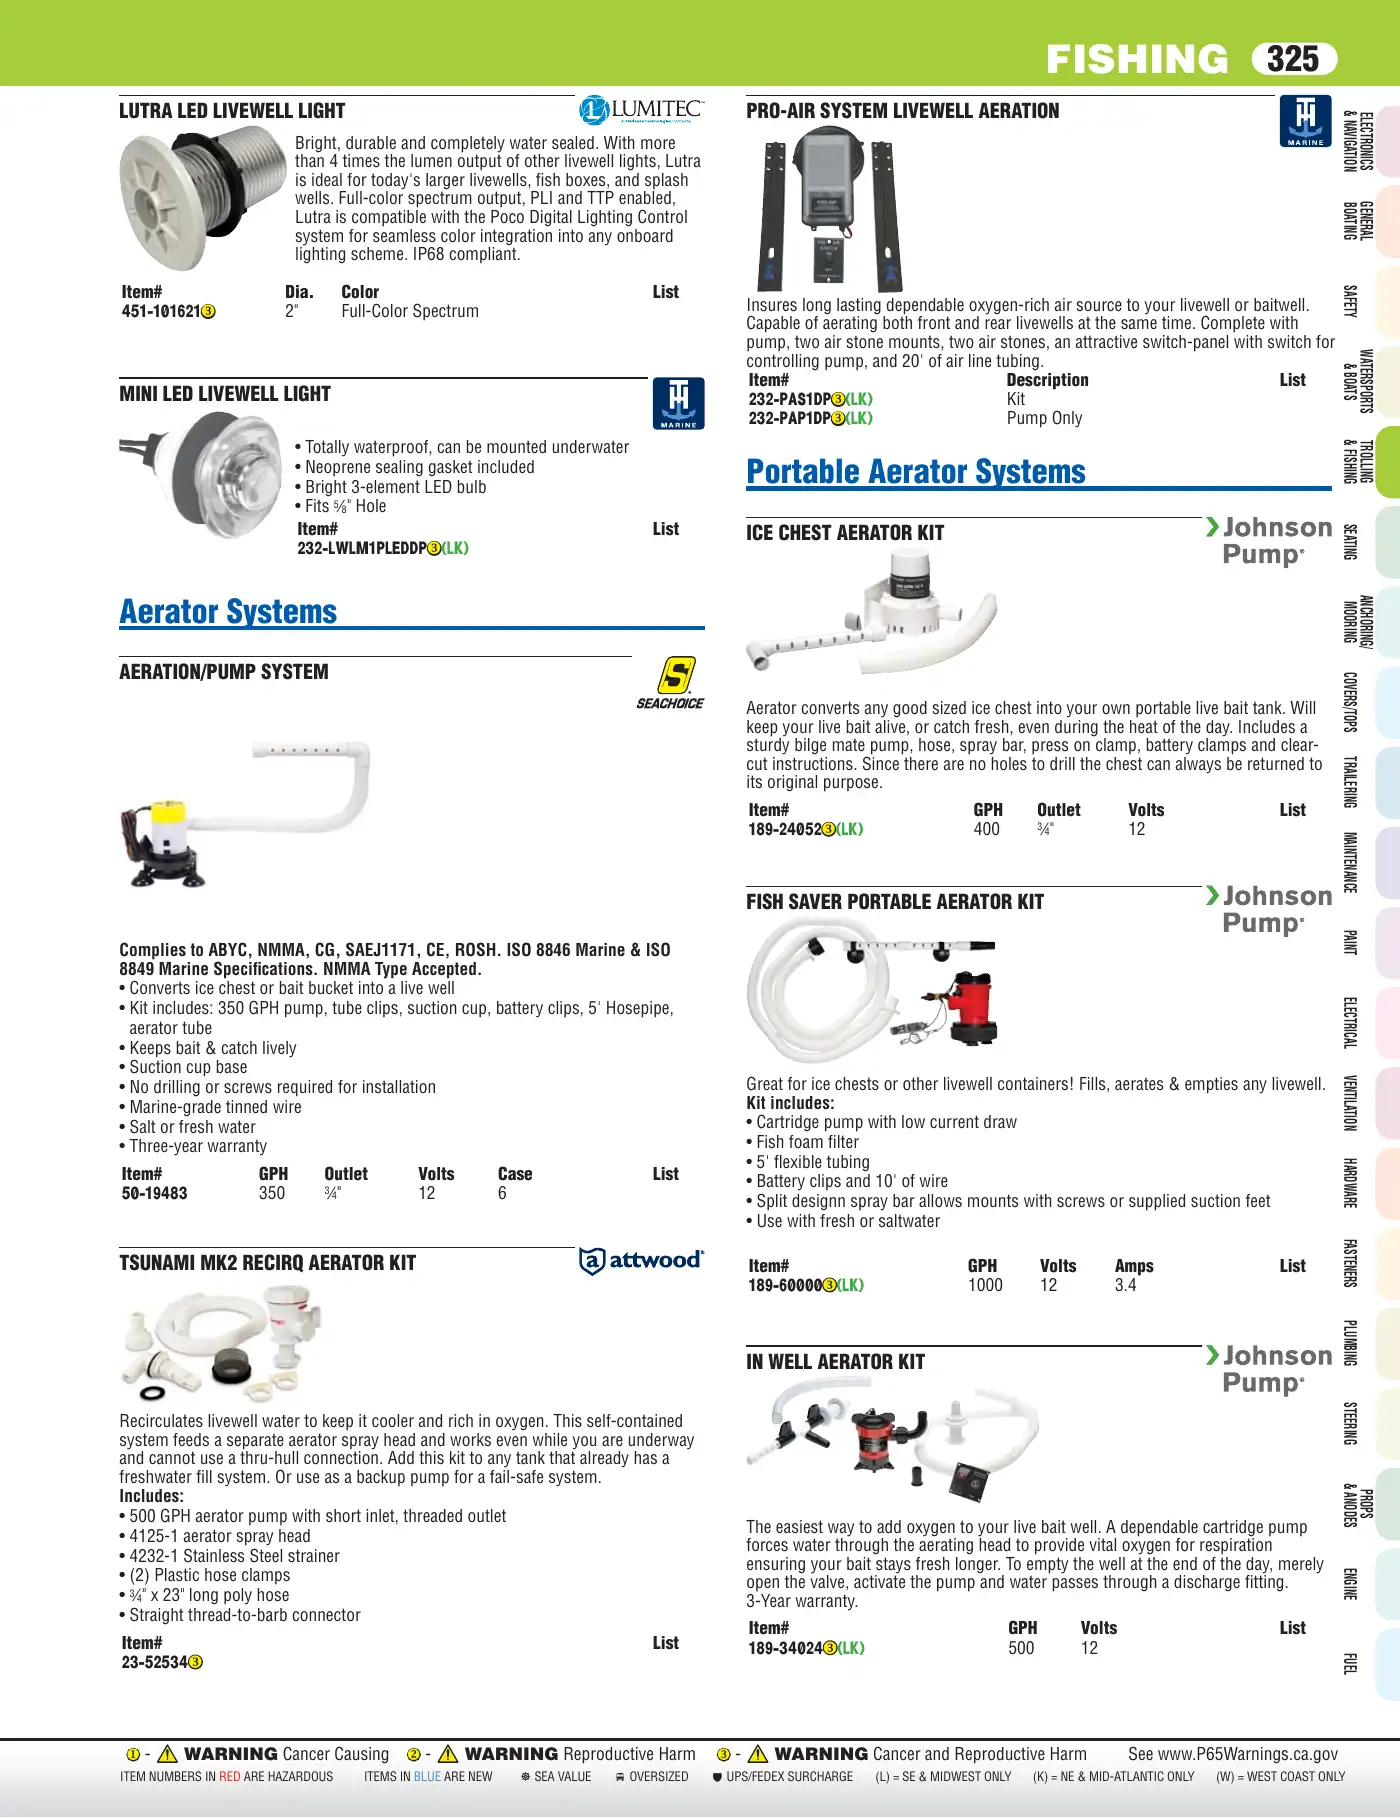 FISHING 325
LUTRA LED LIVEWELL LIGHT
LUMITEC
Bright, durable and completely water sealed. With more
than 4 times the lumen output of other livewell lights, Lutra
is ideal for today's larger livewells, fish boxes, and splash
wells. Full-color spectrum output, PLI and TTP enabled,
Lutra is compatible with the Poco Digital Lighting Control
system for seamless color integration into any onboard
lighting scheme. IP68 compliant.
Item# Dia. Color List
451-101621 3 2" Full-Color Spectrum
MINI LED LIVEWELL LIGHT
TH MARINE
• Totally waterproof, can be mounted underwater
• Neoprene sealing gasket included
• Bright 3-element LED bulb
• Fits 5⁄8" Hole
Item# List
232-LWLM1PLEDDP 3 (LK)
Aerator Systems
AERATION/PUMP SYSTEM
S
SEACHOICE
Complies to ABYC, NMMA, CG, SAEJ1171, CE, ROSH. ISO 8846 Marine & ISO
8849 Marine Specifications. NMMA Type Accepted.
• Converts ice chest or bait bucket into a live well
• Kit includes: 350 GPH pump, tube clips, suction cup, battery clips, 5' Hosepipe,
aerator tube
• Keeps bait & catch lively
• Suction cup base
• No drilling or screws required for installation
• Marine-grade tinned wire
• Salt or fresh water
• Three-year warranty
Item# GPH Outlet Volts Case List
50-19483 350 3⁄4" 12 6
TSUNAMI MK2 RECIRQ AERATOR KIT
attwood
Recirculates livewell water to keep it cooler and rich in oxygen. This self-contained
system feeds a separate aerator spray head and works even while you are underway
and cannot use a thru-hull connection. Add this kit to any tank that already has a
freshwater fill system. Or use as a backup pump for a fail-safe system.
Includes:
• 500 GPH aerator pump with short inlet, threaded outlet
• 4125-1 aerator spray head
• 4232-1 Stainless Steel strainer
• (2) Plastic hose clamps
• 3⁄4" x 23" long poly hose
• Straight thread-to-barb connector
Item# List
23-52534 3
PRO-AIR SYSTEM LIVEWELL AERATION
TH MARINE
Insures long lasting dependable oxygen-rich air source to your livewell or baitwell.
Capable of aerating both front and rear livewells at the same time. Complete with
pump, two air stone mounts, two air stones, an attractive switch-panel with switch for
controlling pump, and 20' of air line tubing.
Item# Description List
232-PAS1DP 3 (LK) Kit
232-PAP1DP 3 (LK) Pump Only
Portable Aerator Systems
ICE CHEST AERATOR KIT
Johnson
Pump
Aerator converts any good sized ice chest into your own portable live bait tank. Will
keep your live bait alive, or catch fresh, even during the heat of the day. Includes a
sturdy bilge mate pump, hose, spray bar, press on clamp, battery clamps and clear-
cut instructions. Since there are no holes to drill the chest can always be returned to
its original purpose.
Item# GPH Outlet Volts List
189-24052 3 (LK) 400 3⁄4" 12
FISH SAVER PORTABLE AERATOR KIT
Johnson
Pump
Great for ice chests or other livewell containers! Fills, aerates & empties any livewell.
Kit includes:
• Cartridge pump with low current draw
• Fish foam filter
• 5' flexible tubing
• Battery clips and 10' of wire
• Split designn spray bar allows mounts with screws or supplied suction feet
• Use with fresh or saltwater
Item# GPH Volts Amps List
189-60000 3 (LK) 1000 12 3.4
IN WELL AERATOR KIT
Johnson
Pump
The easiest way to add oxygen to your live bait well. A dependable cartridge pump
forces water through the aerating head to provide vital oxygen for respiration
ensuring your bait stays fresh longer. To empty the well at the end of the day, merely
open the valve, activate the pump and water passes through a discharge fitting.
3-Year warranty.
Item# GPH Volts List
189-34024 3 (LK) 500 12
ELECTRONICS
& NAVIGATION
GENERAL
BOATING
SAFETY
WATERSPORTS
& BOATS
TROLLING
& FISHING
SEATING
ANCHORING/
MOORING
COVERS/TOPS
TRAILERING
MAINTENANCE
PAINT
ELECTRICAL
VENTILATION
HARDWARE
FASTENERS
PLUMBING
STEERING
PROPS
& ANODES
ENGINE
FUEL
1 - WARNING Cancer Causing 2 - WARNING Reproductive Harm 3 - WARNING Cancer and Reproductive Harm See www.P65Warnings.ca.gov
ITEM NUMBERS IN RED ARE HAZARDOUS ITEMS IN BLUE ARE NEW SEA VALUE OVERSIZED UPS/FEDEX SURCHARGE (L) = SE & MIDWEST ONLY (K) = NE & MID-ATLANTIC ONLY (W) = WEST COAST ONLY